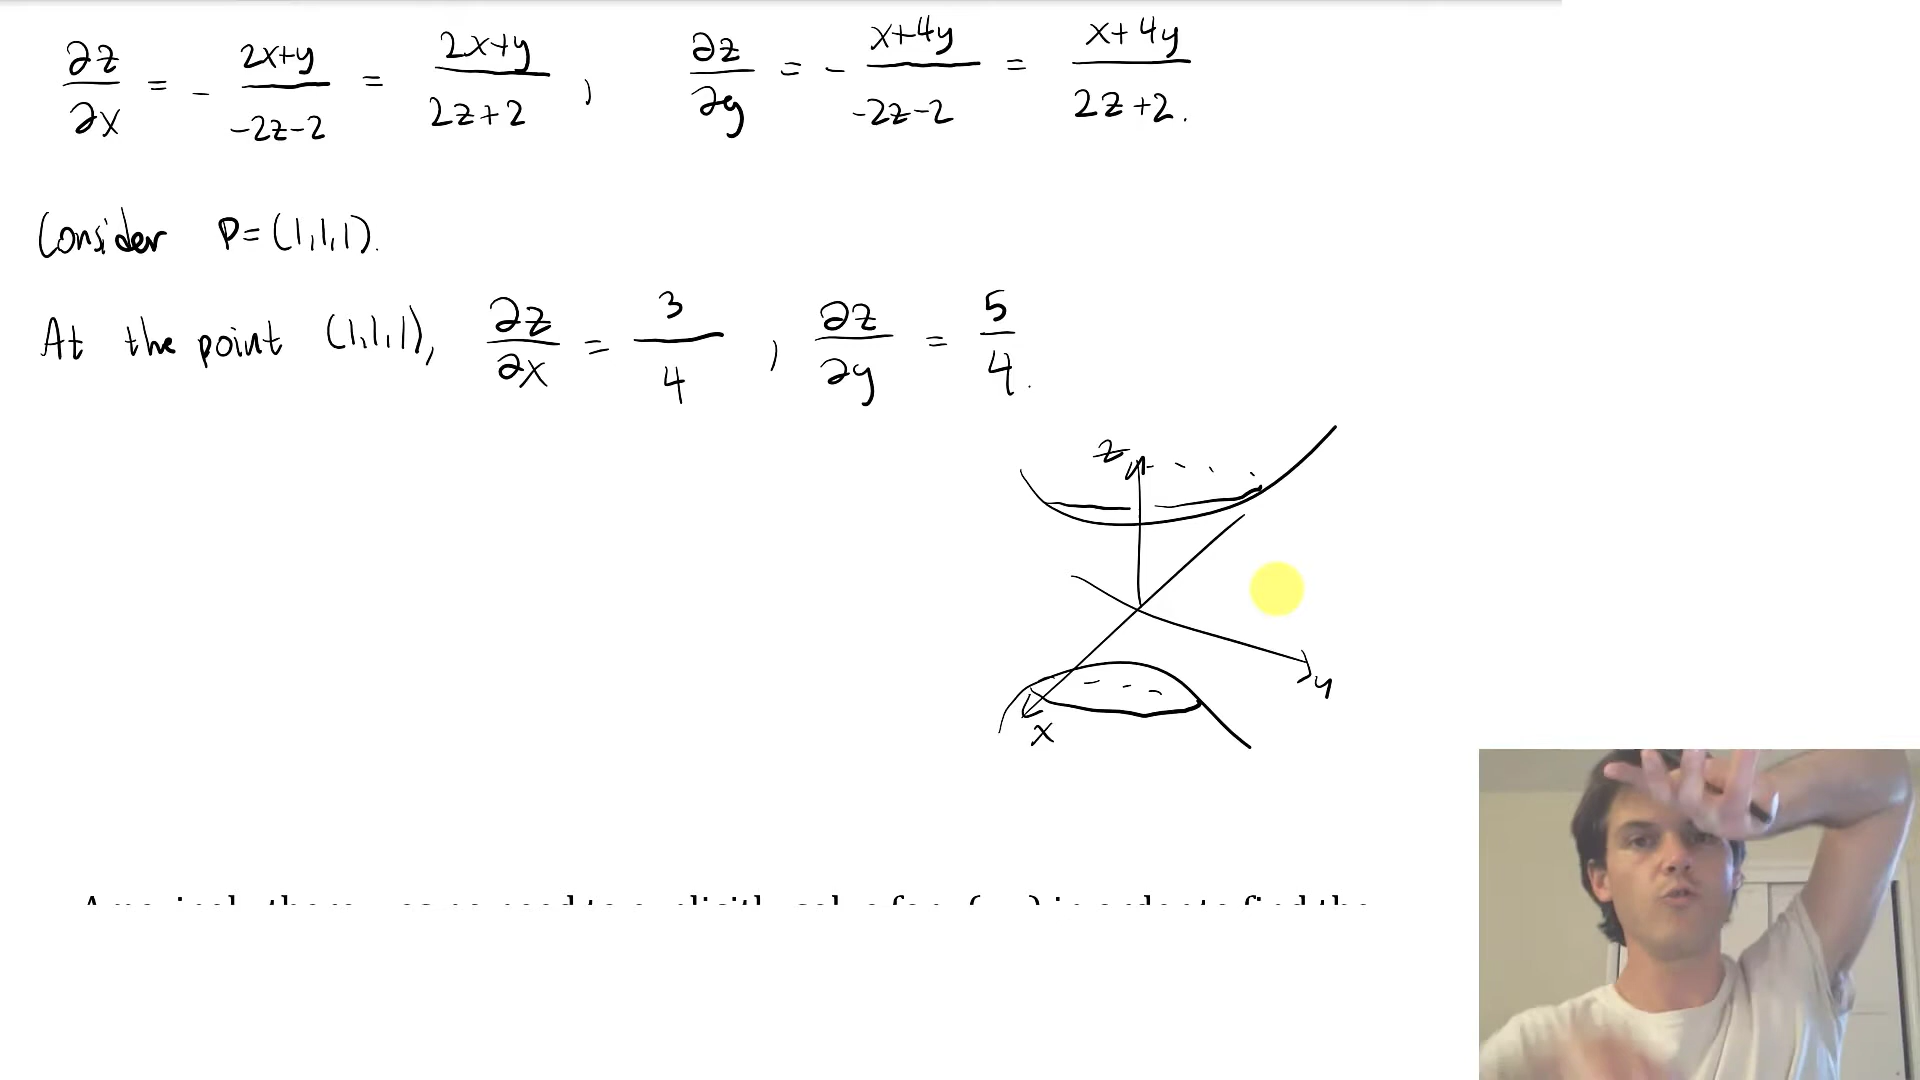 ∂z/∂x = - (2x+y)/(-2z-2) = (2x+y)/(2z+2), ∂z/∂y = - (x+4y)/(-2z-2) = (x+4y)/(2z+2).
Consider P=(1,1,1).
At the point (1,1,1), ∂z/∂x = 3/4, ∂z/∂y = 5/4.
z
y
x